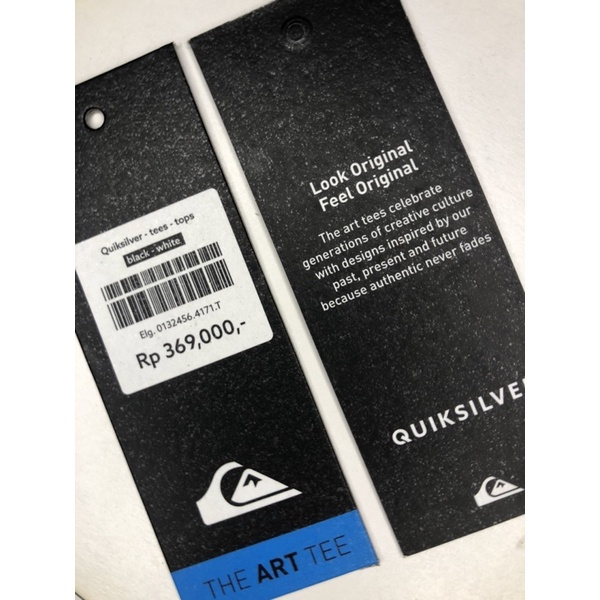 Quiksilver - tees - tops
black - white
Elg. 0132456.4171.T
Rp 369,000,-
THE ART TEE
Look Original
Feel Original
The art tees celebrate
generations of creative culture
with designs inspired by our
past, present and future
because authentic never fades
QUIKSILVE